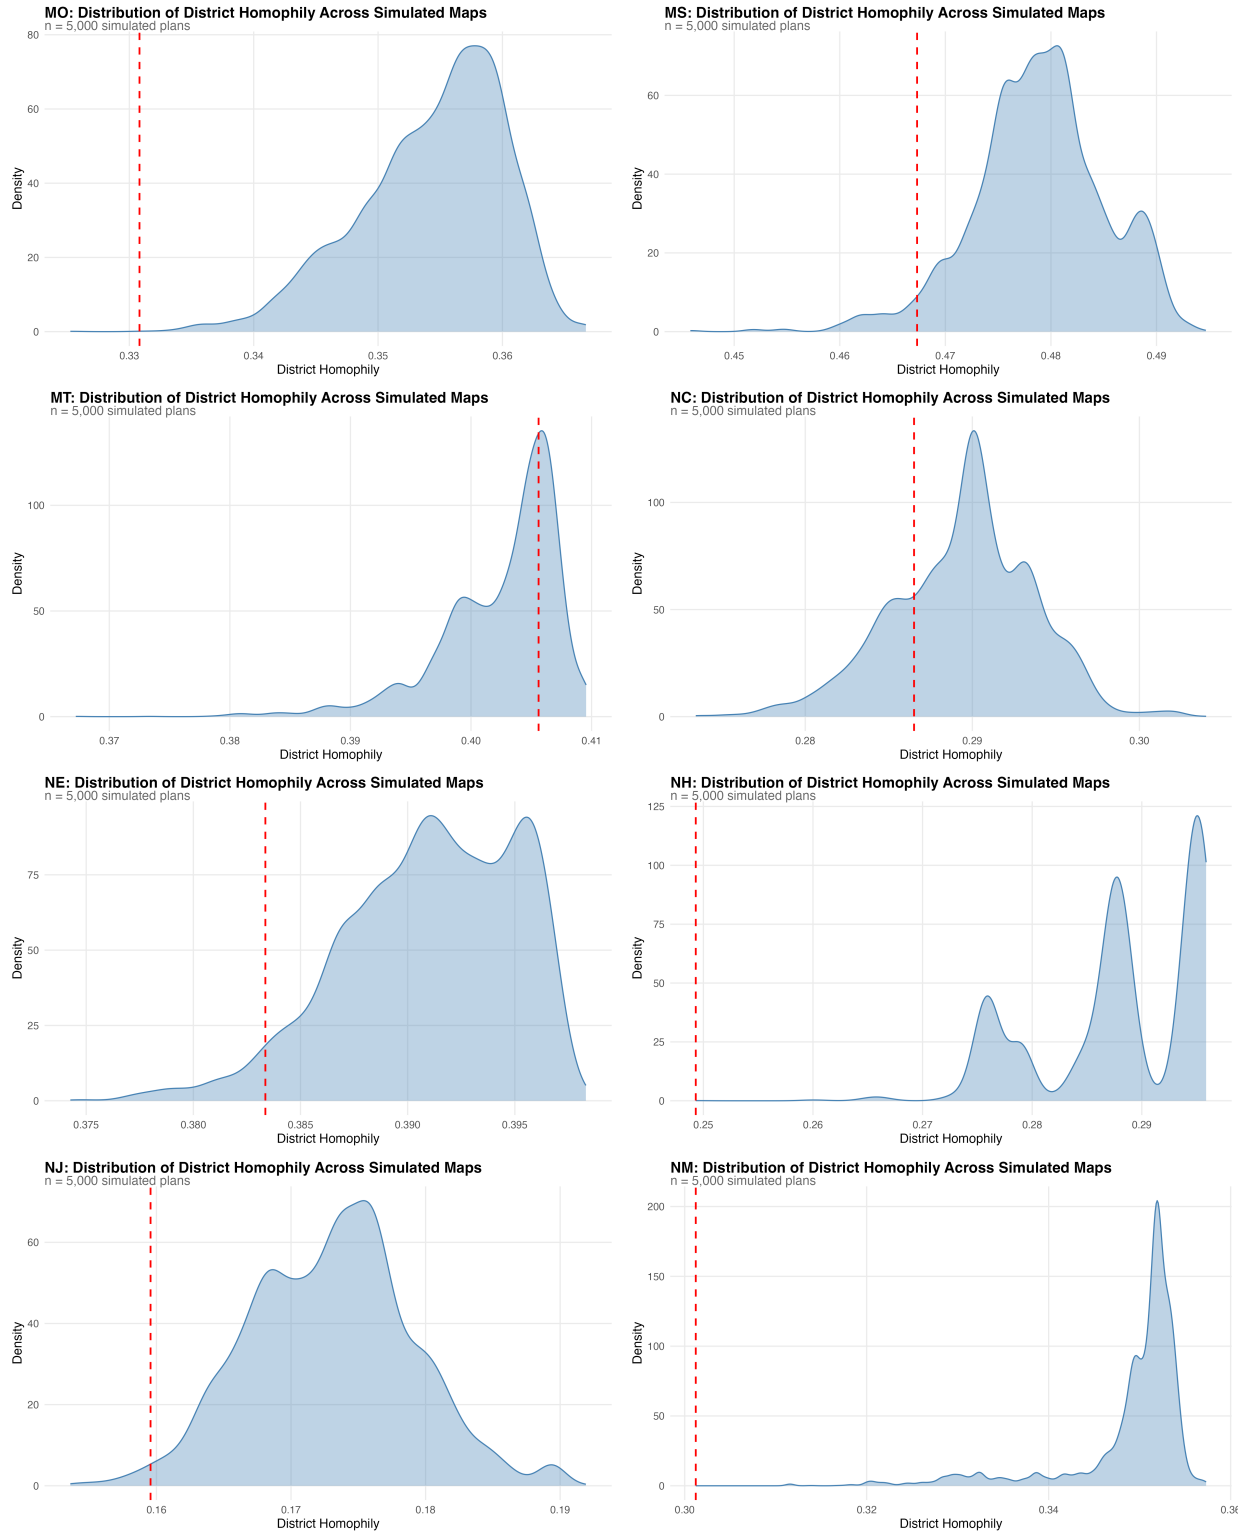 MO: Distribution of District Homophily Across Simulated Maps
n = 5,000 simulated plans
80
60
40
20
0
Density
0.33 0.34 0.35 0.36
District Homophily
MS: Distribution of District Homophily Across Simulated Maps
n = 5,000 simulated plans
60
40
20
0
Density
0.45 0.46 0.47 0.48 0.49
District Homophily
MT: Distribution of District Homophily Across Simulated Maps
n = 5,000 simulated plans
100
50
0
Density
0.37 0.38 0.39 0.40 0.41
District Homophily
NC: Distribution of District Homophily Across Simulated Maps
n = 5,000 simulated plans
100
50
0
Density
0.28 0.29 0.30
District Homophily
NE: Distribution of District Homophily Across Simulated Maps
n = 5,000 simulated plans
75
50
25
0
Density
0.375 0.380 0.385 0.390 0.395
District Homophily
NH: Distribution of District Homophily Across Simulated Maps
n = 5,000 simulated plans
125
100
75
50
25
0
Density
0.25 0.26 0.27 0.28 0.29
District Homophily
NJ: Distribution of District Homophily Across Simulated Maps
n = 5,000 simulated plans
60
40
20
0
Density
0.16 0.17 0.18 0.19
District Homophily
NM: Distribution of District Homophily Across Simulated Maps
n = 5,000 simulated plans
200
150
100
50
0
Density
0.30 0.32 0.34 0.36
District Homophily